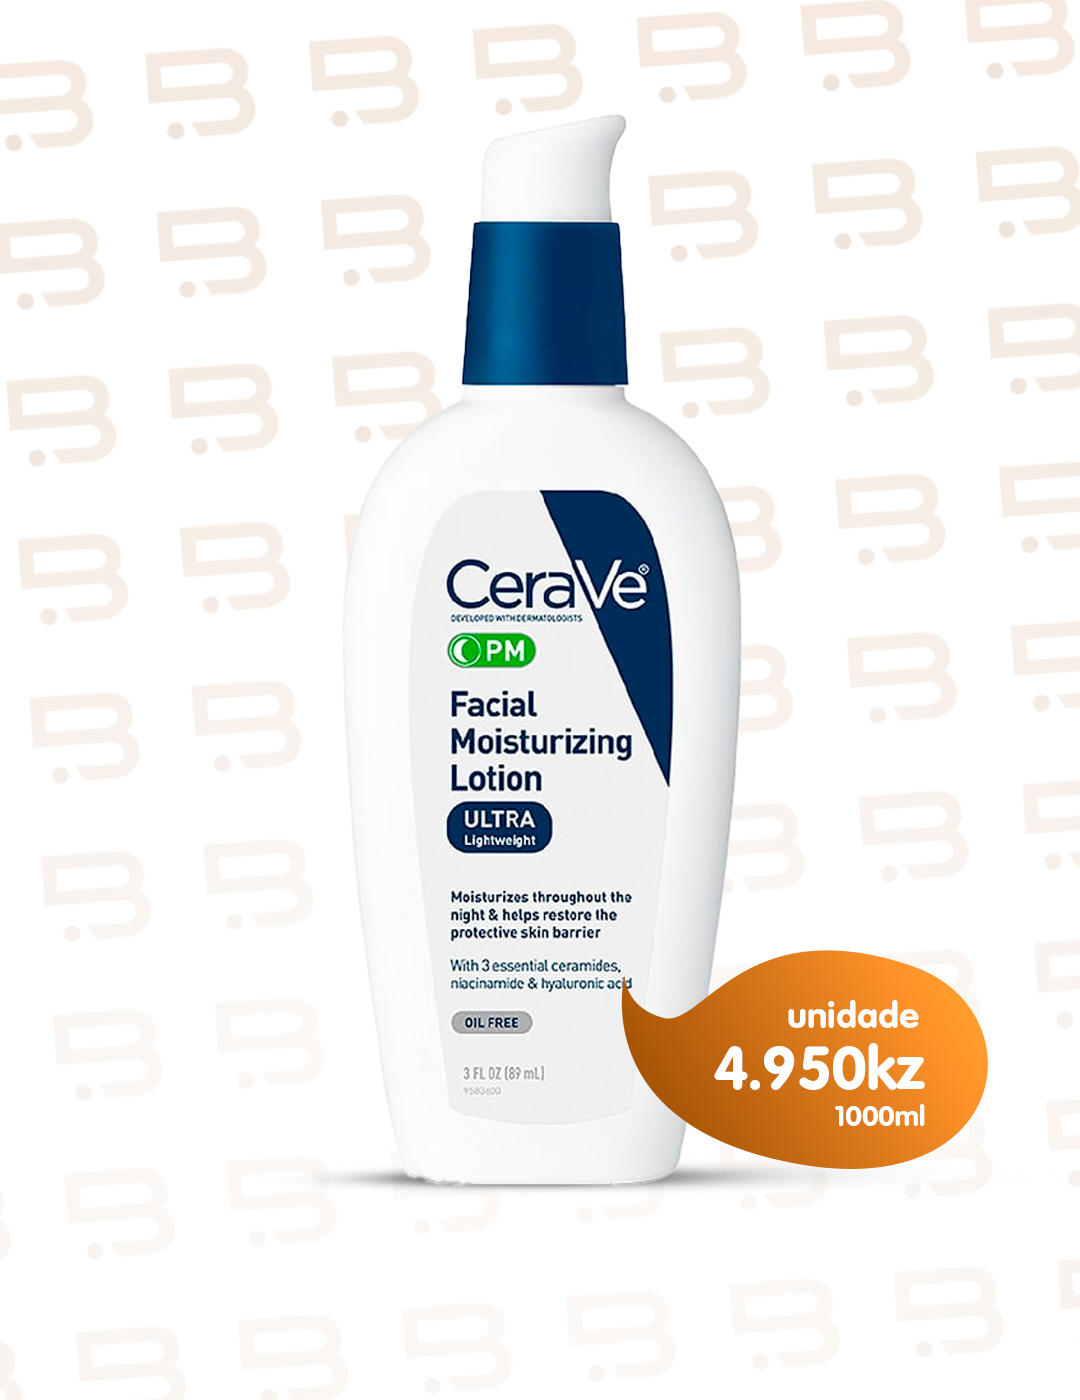 CeraVe®
DEVELOPED WITH DERMATOLOGISTS
PM
Facial
Moisturizing
Lotion
ULTRA
Lightweight
Moisturizes throughout the
night & helps restore the
protective skin barrier
With 3 essential ceramides,
niacinamide & hyaluronic acid
OIL FREE
3 FL OZ (89 mL)
unidade
4.950kz
1000ml